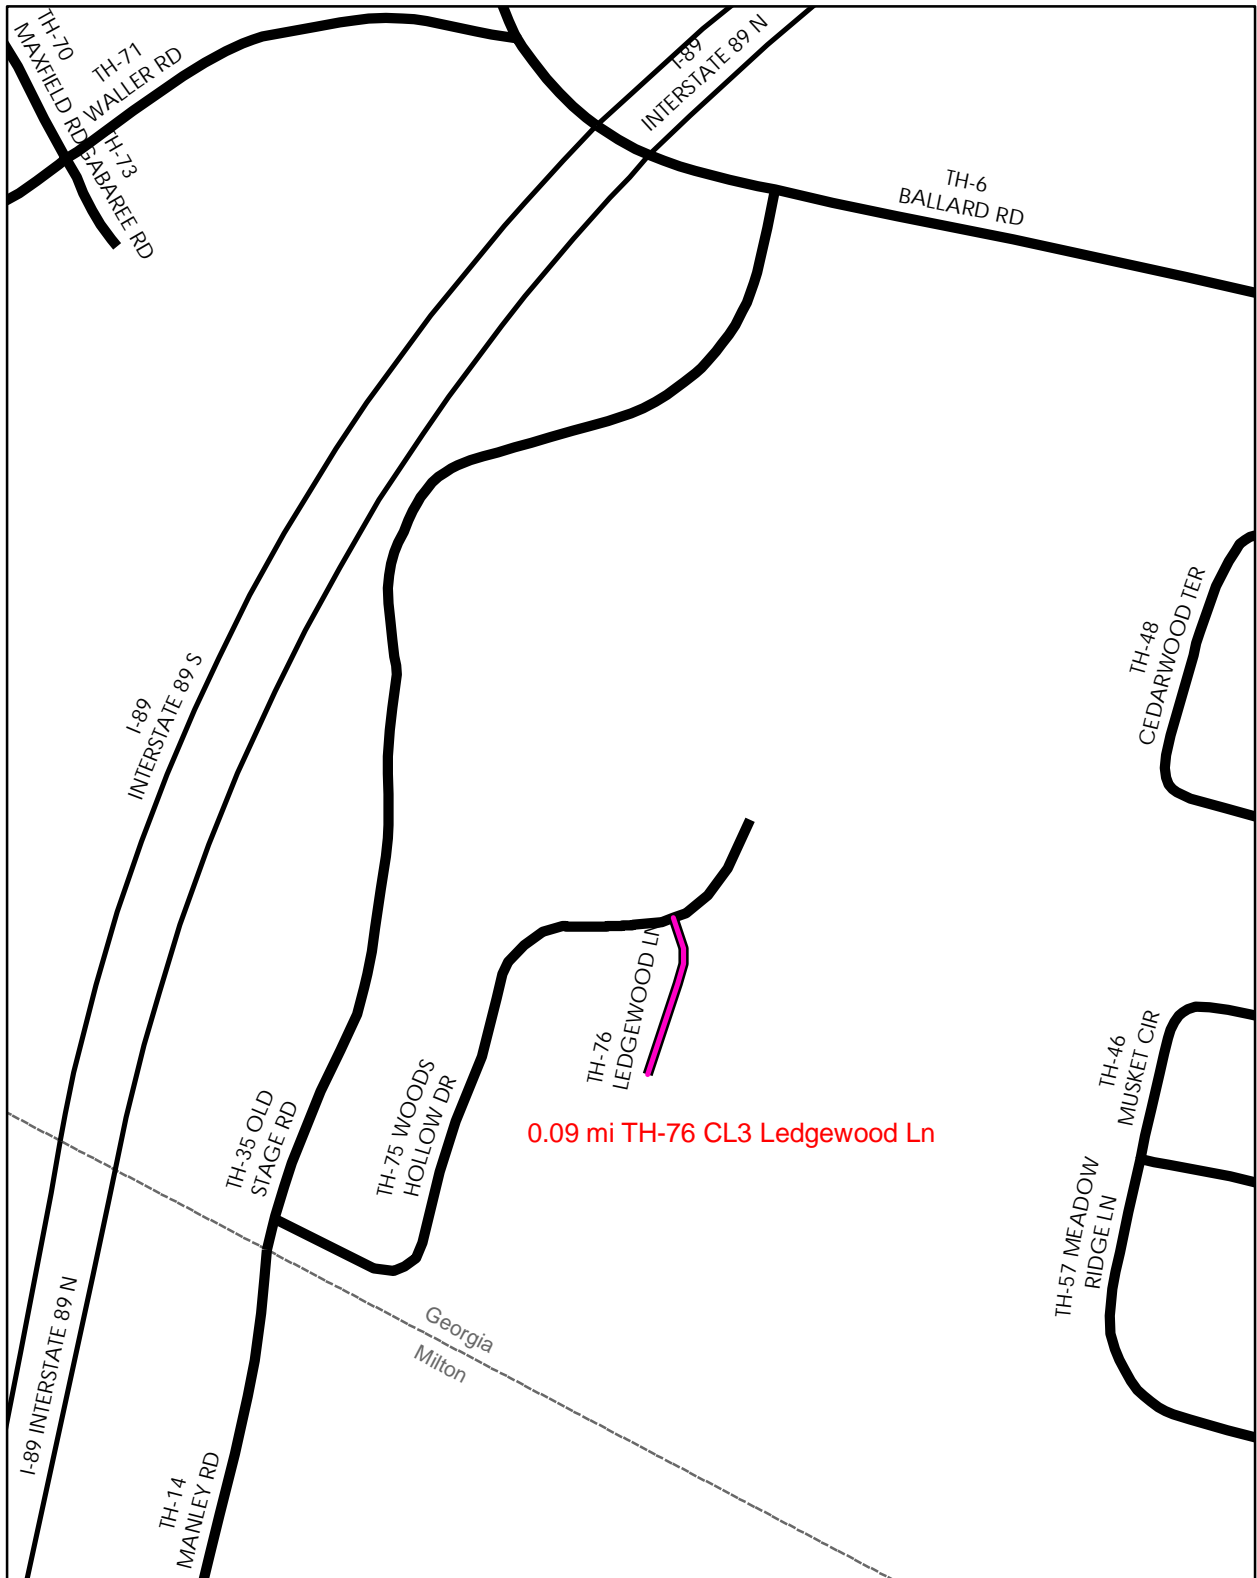 TH-70
MAXFIELD RD
TH-71
WALLER RD
TH-73
GABAREE RD
I-89
INTERSTATE 89 N
TH-6
BALLARD RD
TH-48
CEDARWOOD TER
I-89
INTERSTATE 89 S
TH-76
LEDGEWOOD LN
TH-46
MUSKET CIR
TH-35 OLD
STAGE RD
TH-75 WOODS
HOLLOW DR
0.09 mi TH-76 CL3 Ledgewood Ln
TH-57 MEADOW
RIDGE LN
Georgia
Milton
I-89 INTERSTATE 89 N
TH-14
MANLEY RD